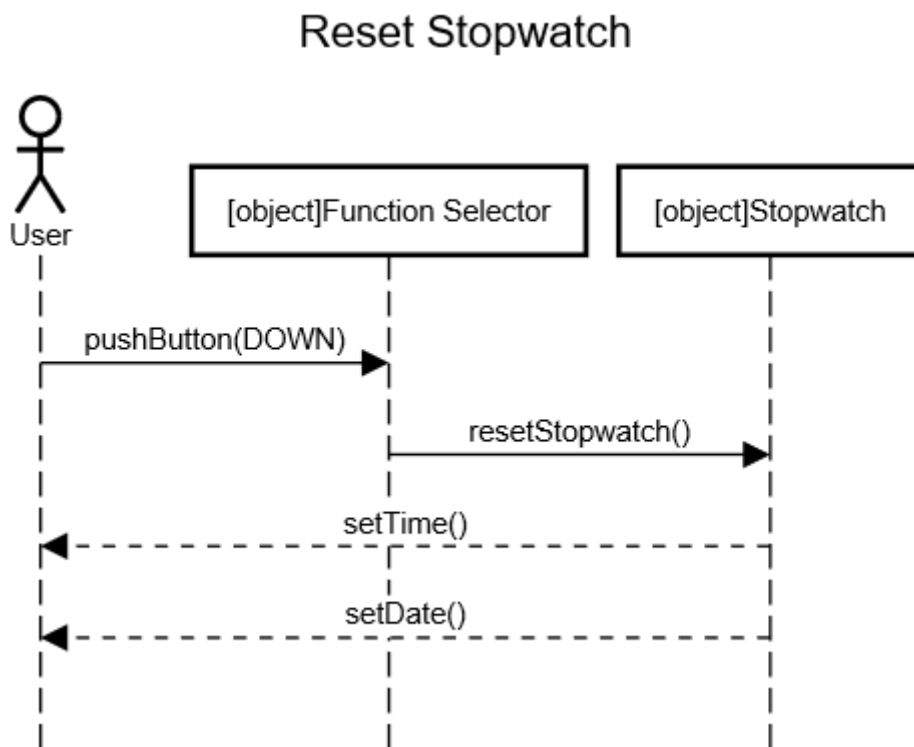 Reset Stopwatch
User
[object]Function Selector
[object]Stopwatch
pushButton(DOWN)
resetStopwatch()
setTime()
setDate()